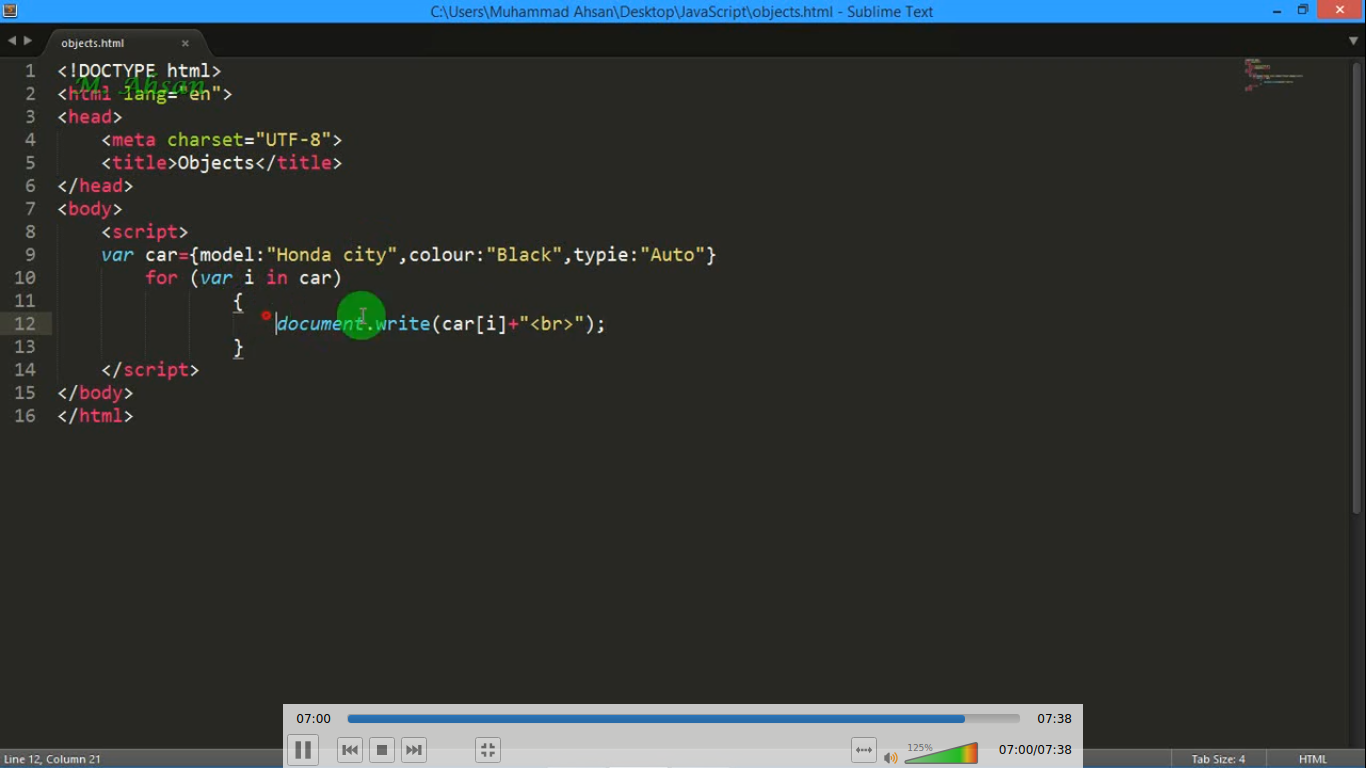 C:\Users\Muhammad Ahsan\Desktop\JavaScript\objects.html - Sublime Text
objects.html
M. Ahsan
1 <!DOCTYPE html>
2 <html lang="en">
3 <head>
4 <meta charset="UTF-8">
5 <title>Objects</title>
6 </head>
7 <body>
8 <script>
9 var car={model:"Honda city",colour:"Black",typie:"Auto"}
10 for (var i in car)
11 {
12 document.write(car[i]+"<br>");
13 }
14 </script>
15 </body>
16 </html>
07:00 07:38
125% 07:00/07:38
Line 12, Column 21 Tab Size: 4 HTML